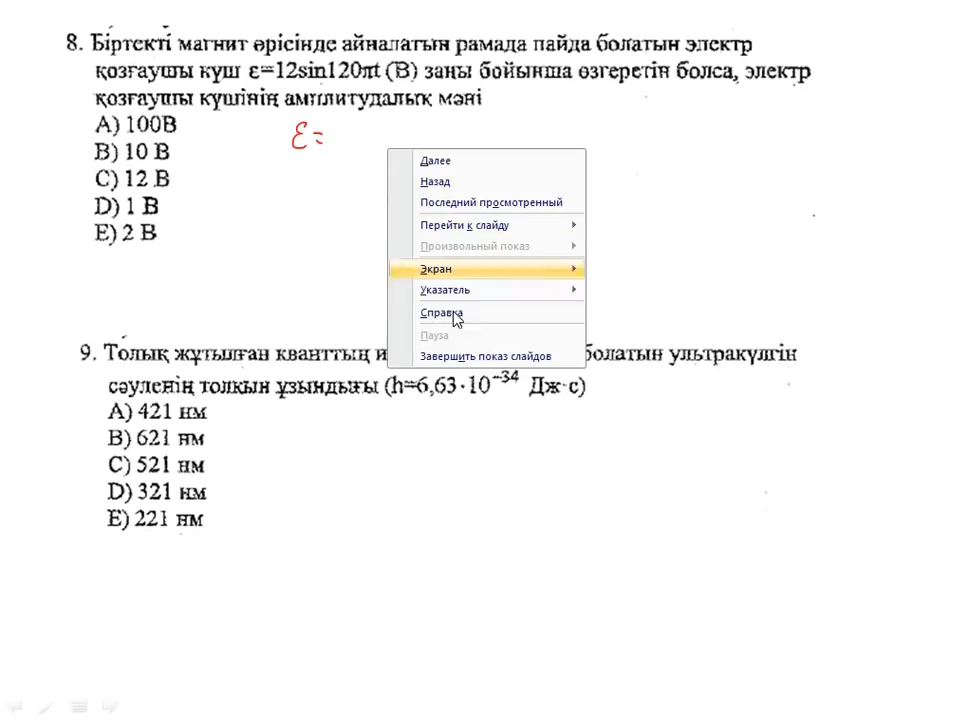 8. Біртекті магнит өрісінде айналатын рамада пайда болатын электр
қозғаушы күш ε=12sin120πt (В) заңы бойынша өзгеретін болса, электр
қозғаушы күшінің амплитудалық мәні
A) 100В
B) 10 В
C) 12 В
D) 1 В
E) 2 В
ℰ=
Далее
Назад
Последний просмотренный
Перейти к слайду
Произвольный показ
Экран
Указатель
Справка
Пауза
Завершить показ слайдов
9. Толық жұтылған кванттың болатын ультракүлгін
сәуленің толқын ұзындығы (h=6,63·10⁻³⁴ Дж·с)
A) 421 нм
B) 621 нм
C) 521 нм
D) 321 нм
E) 221 нм